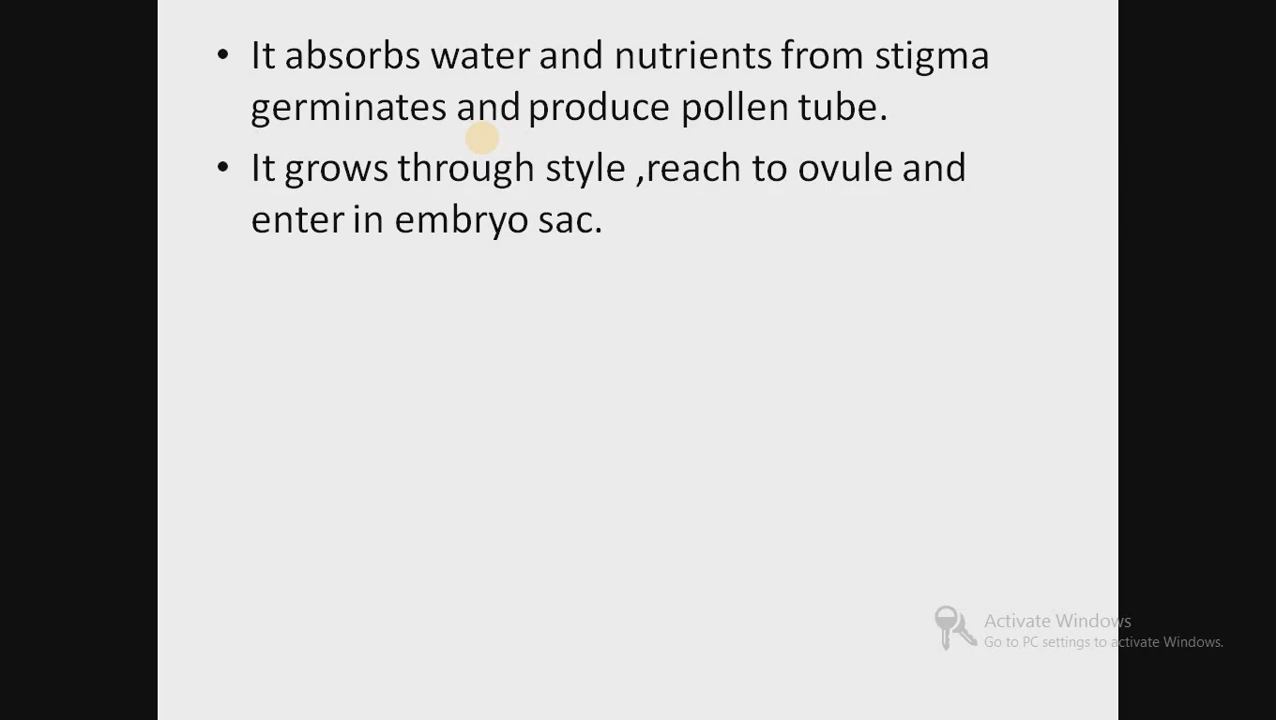 • It absorbs water and nutrients from stigma
germinates and produce pollen tube.
• It grows through style ,reach to ovule and
enter in embryo sac.
Activate Windows
Go to PC settings to activate Windows.